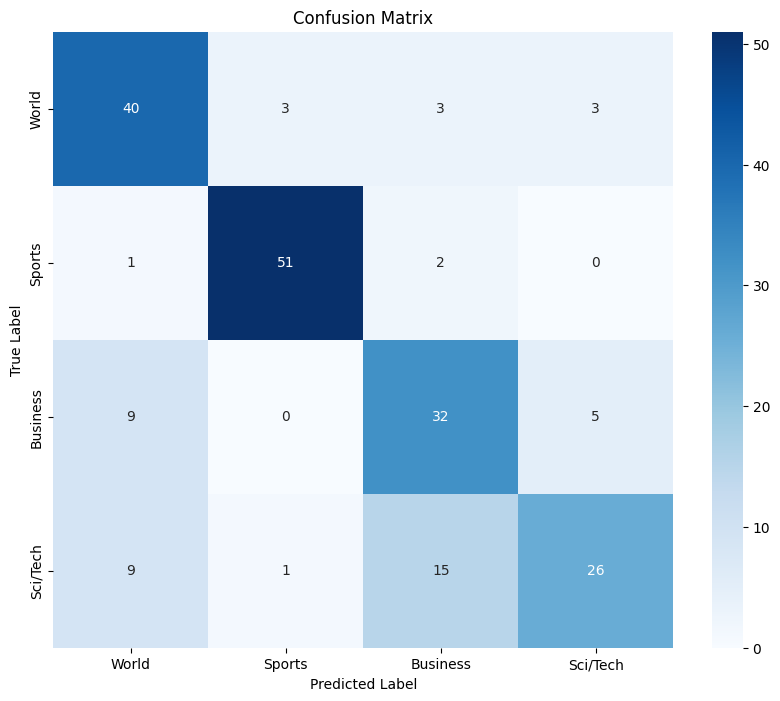 Confusion Matrix
World
40
3
3
3
50
Sports
1
51
2
0
40
30
True Label
Business
9
0
32
5
20
Sci/Tech
9
1
15
26
10
0
World
Sports
Business
Sci/Tech
Predicted Label